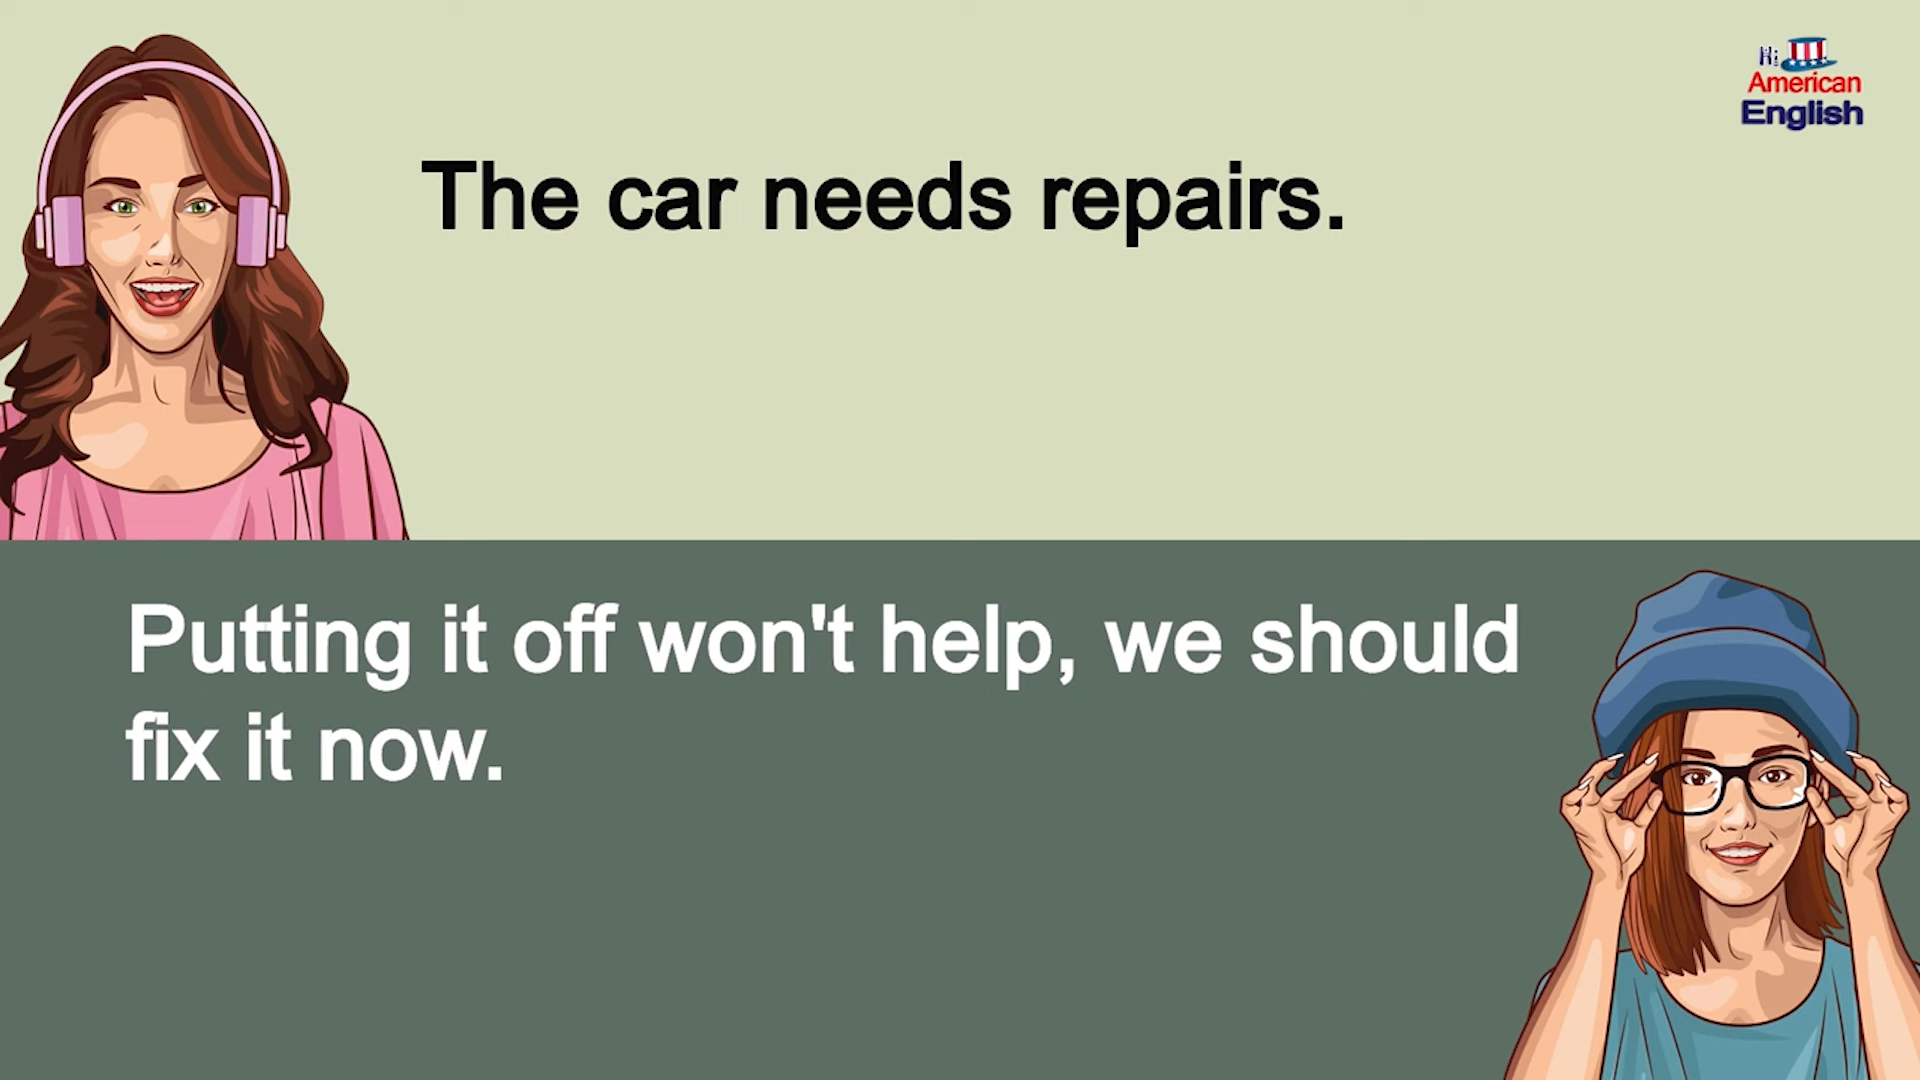 Hi
American
English
The car needs repairs.
Putting it off won't help, we should
fix it now.